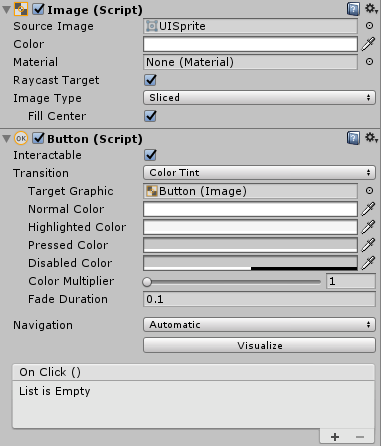 Image (Script)
Source Image UISprite
Color
Material None (Material)
Raycast Target
Image Type Sliced
Fill Center
OK Button (Script)
Interactable
Transition Color Tint
Target Graphic Button (Image)
Normal Color
Highlighted Color
Pressed Color
Disabled Color
Color Multiplier 1
Fade Duration 0.1
Navigation Automatic
Visualize
On Click ()
List is Empty
+ −